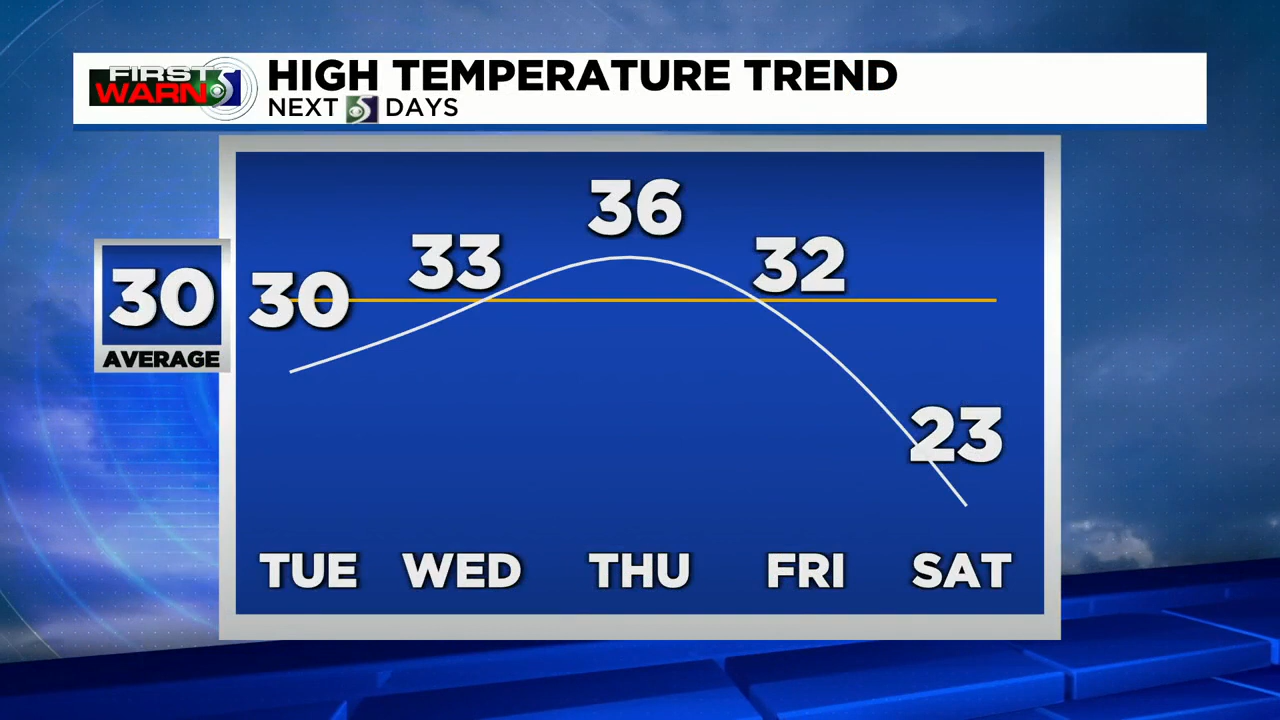 FIRST
WARN 5
HIGH TEMPERATURE TREND
NEXT 5 DAYS
36
33
32
30
30
AVERAGE
23
TUE WED THU FRI SAT